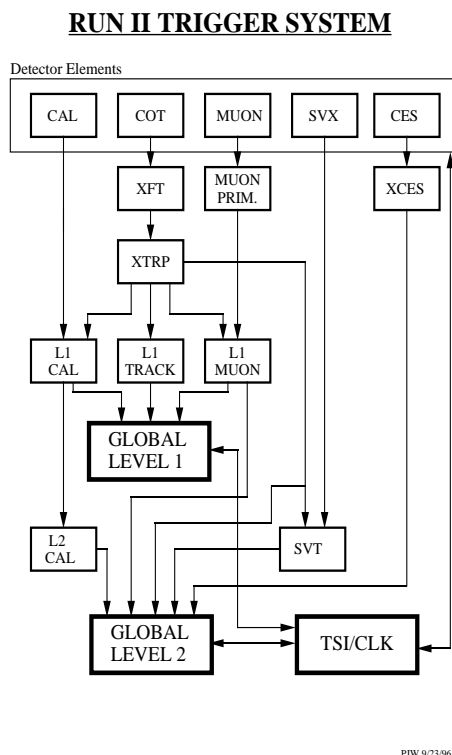 RUN II TRIGGER SYSTEM
Detector Elements
CAL
COT
MUON
SVX
CES
XFT
MUON
PRIM.
XCES
XTRP
L1
CAL
L1
TRACK
L1
MUON
GLOBAL
LEVEL 1
L2
CAL
SVT
GLOBAL
LEVEL 2
TSI/CLK
PJW 9/23/96